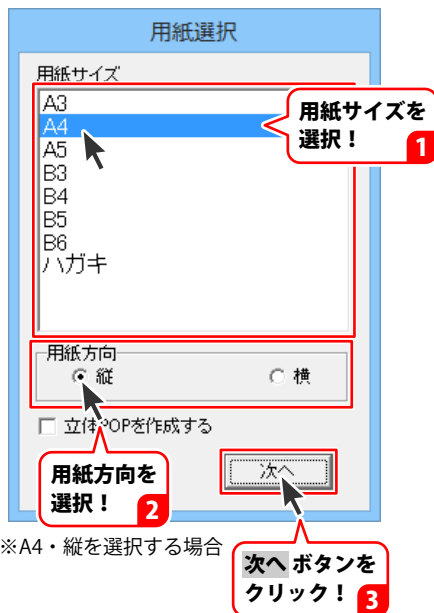 用紙選択
用紙サイズ
A3
A4
A5
B3
B4
B5
B6
ハガキ
用紙サイズを
選択！
1
用紙方向
縦
横
立体POPを作成する
用紙方向を
選択！
2
次へ
※A4・縦を選択する場合
次へ ボタンを
クリック！
3